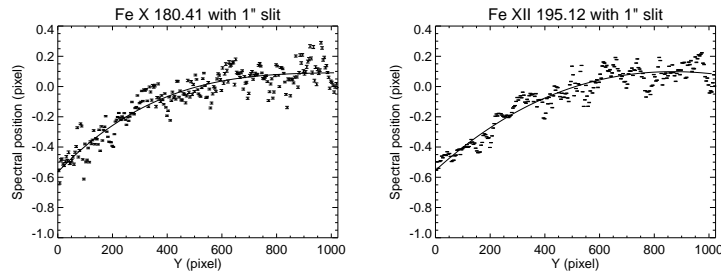 Fe X 180.41 with 1" slit
0.4
0.2
0.0
-0.2
-0.4
-0.6
-0.8
-1.0
Spectral position (pixel)
0 200 400 600 800 1000
Y (pixel)
Fe XII 195.12 with 1" slit
0.4
0.2
0.0
-0.2
-0.4
-0.6
-0.8
-1.0
Spectral position (pixel)
0 200 400 600 800 1000
Y (pixel)